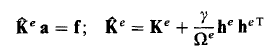 K̂ᵉ a = f;   K̂ᵉ = Kᵉ + γ/Ωᵉ hᵉ hᵉᵀ